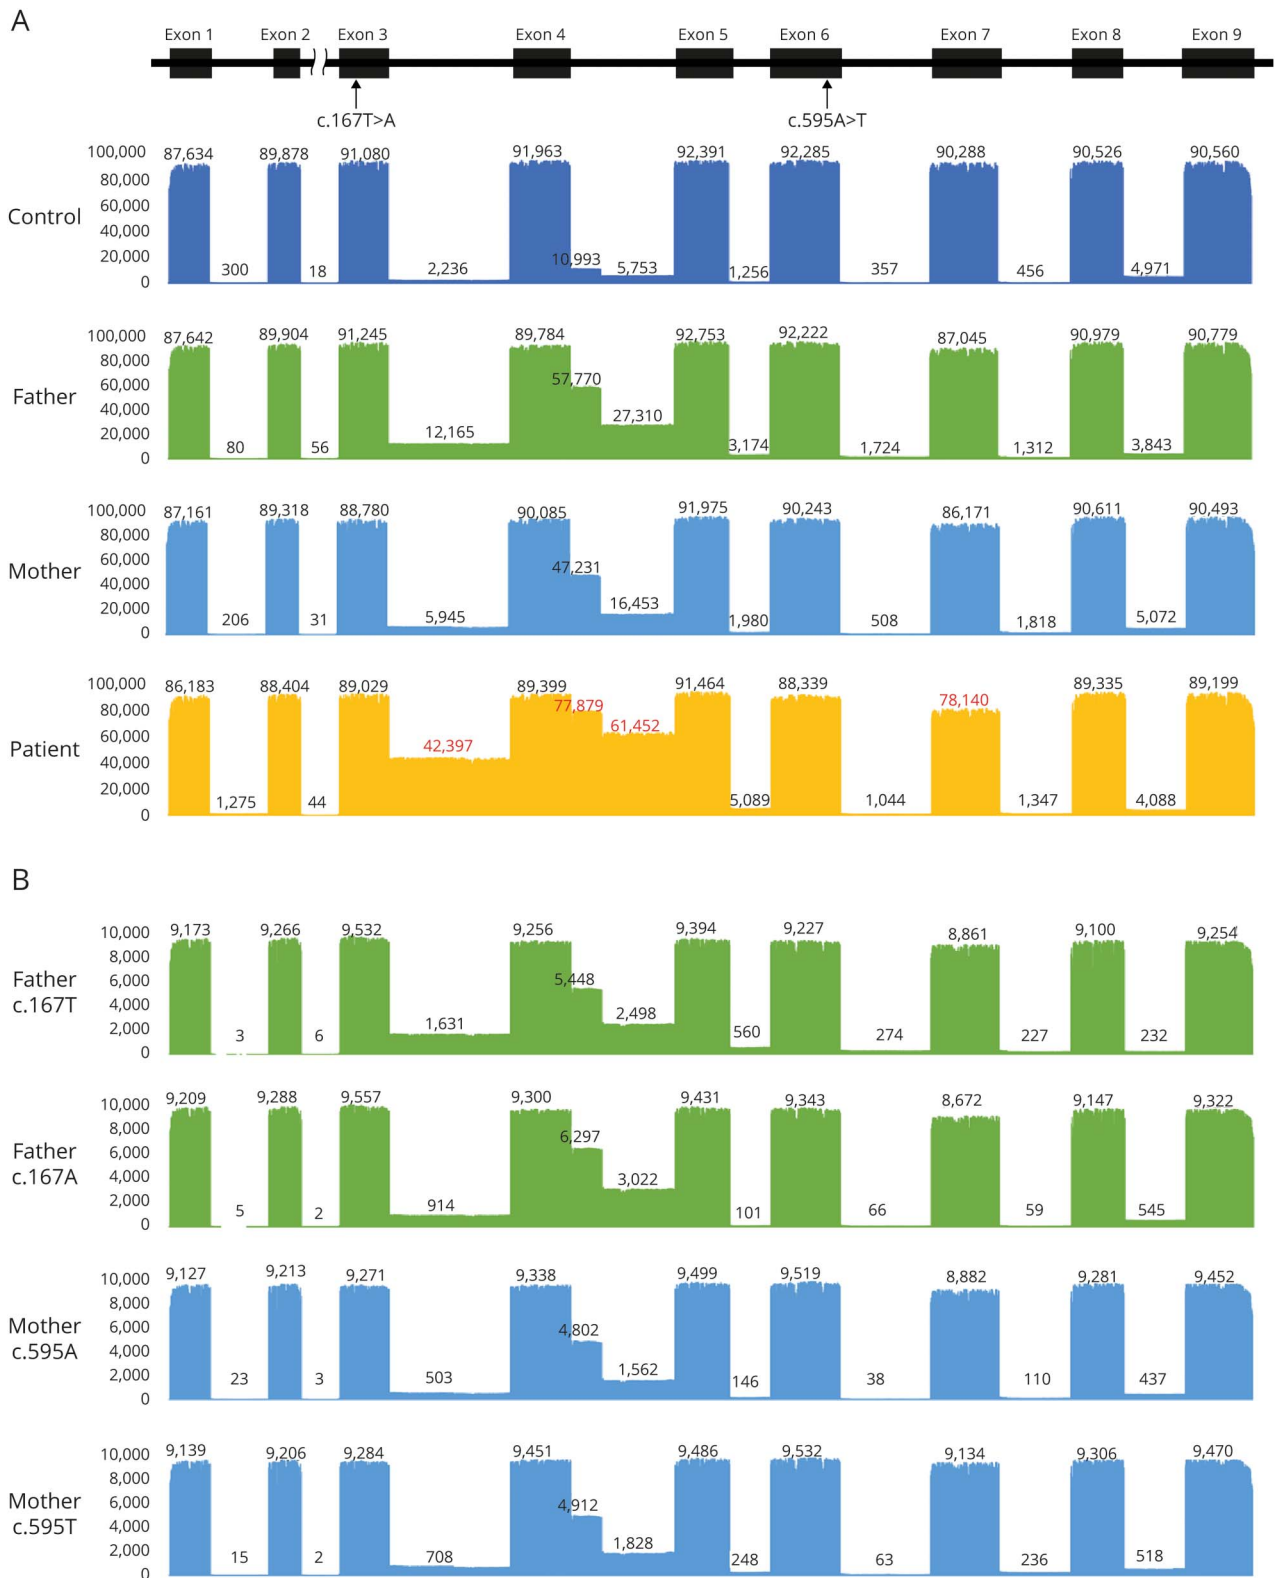 A
Exon 1 Exon 2 Exon 3 Exon 4 Exon 5 Exon 6 Exon 7 Exon 8 Exon 9
c.167T>A c.595A>T
Control
100,000
80,000
60,000
40,000
20,000
0
87,634 89,878 91,080 91,963 92,391 92,285 90,288 90,526 90,560
300 18 2,236 10,993 5,753 1,256 357 456 4,971
Father
100,000
80,000
60,000
40,000
20,000
0
87,642 89,904 91,245 89,784 92,753 92,222 87,045 90,979 90,779
80 56 12,165 57,770 27,310 3,174 1,724 1,312 3,843
Mother
100,000
80,000
60,000
40,000
20,000
0
87,161 89,318 88,780 90,085 91,975 90,243 86,171 90,611 90,493
206 31 5,945 47,231 16,453 1,980 508 1,818 5,072
Patient
100,000
80,000
60,000
40,000
20,000
0
86,183 88,404 89,029 89,399 91,464 88,339 78,140 89,335 89,199
1,275 44 42,397 77,879 61,452 5,089 1,044 1,347 4,088
B
Father
c.167T
10,000
8,000
6,000
4,000
2,000
0
9,173 9,266 9,532 9,256 9,394 9,227 8,861 9,100 9,254
3 6 1,631 5,448 2,498 560 274 227 232
Father
c.167A
10,000
8,000
6,000
4,000
2,000
0
9,209 9,288 9,557 9,300 9,431 9,343 8,672 9,147 9,322
5 2 914 6,297 3,022 101 66 59 545
Mother
c.595A
10,000
8,000
6,000
4,000
2,000
0
9,127 9,213 9,271 9,338 9,499 9,519 8,882 9,281 9,452
23 3 503 4,802 1,562 146 38 110 437
Mother
c.595T
10,000
8,000
6,000
4,000
2,000
0
9,139 9,206 9,284 9,451 9,486 9,532 9,134 9,306 9,470
15 2 708 4,912 1,828 248 63 236 518